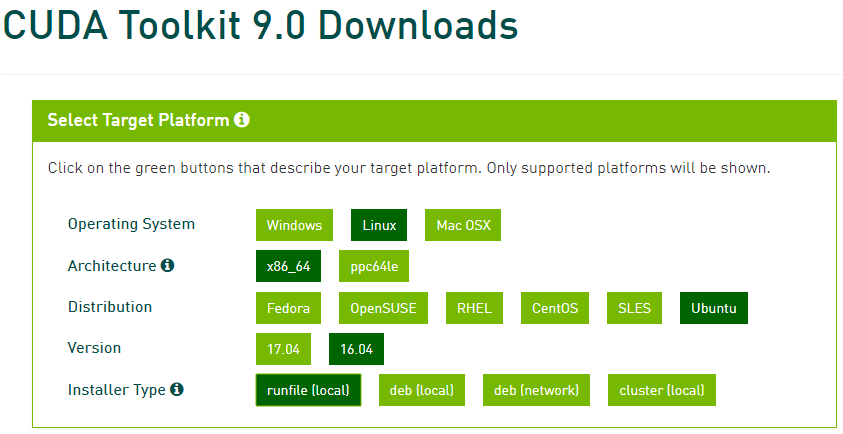 CUDA Toolkit 9.0 Downloads
Select Target Platform
Click on the green buttons that describe your target platform. Only supported platforms will be shown.
Operating System Windows Linux Mac OSX
Architecture x86_64 ppc64le
Distribution Fedora OpenSUSE RHEL CentOS SLES Ubuntu
Version 17.04 16.04
Installer Type runfile (local) deb (local) deb (network) cluster (local)